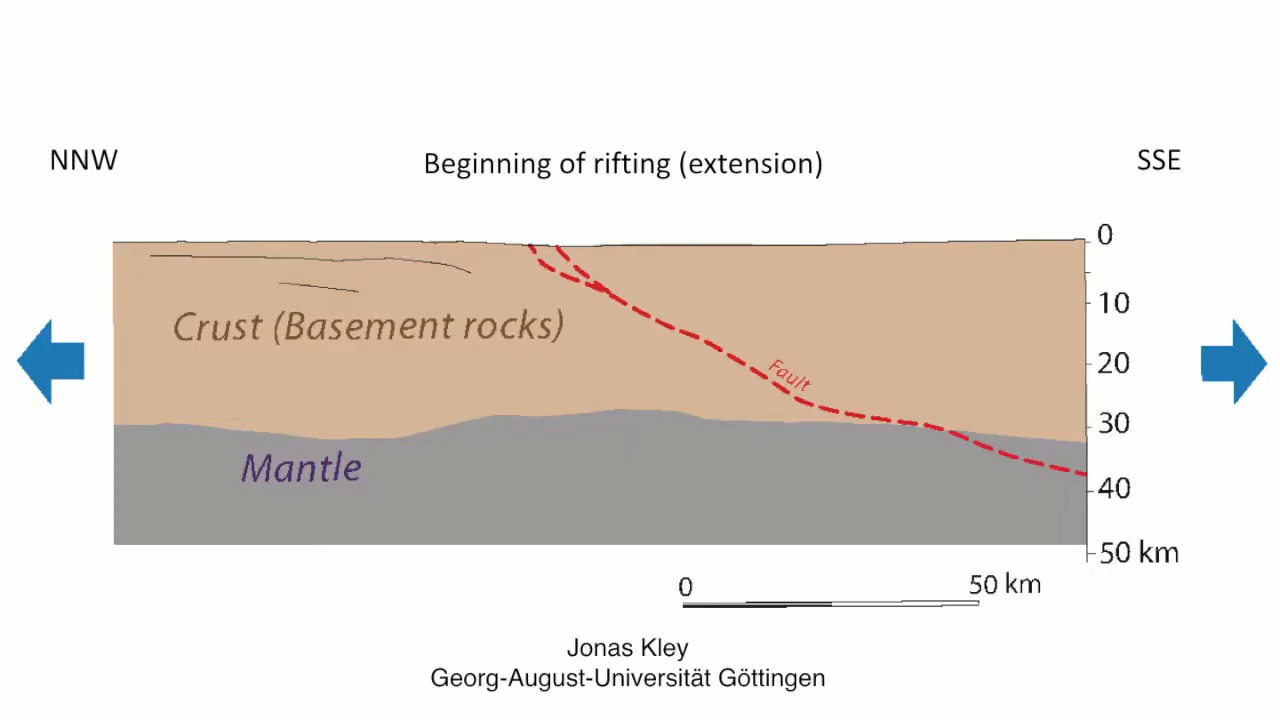 NNW
Beginning of rifting (extension)
SSE
0
10
Crust (Basement rocks)
20
Fault
30
Mantle
40
50 km
0
50 km
Jonas Kley
Georg-August-Universität Göttingen